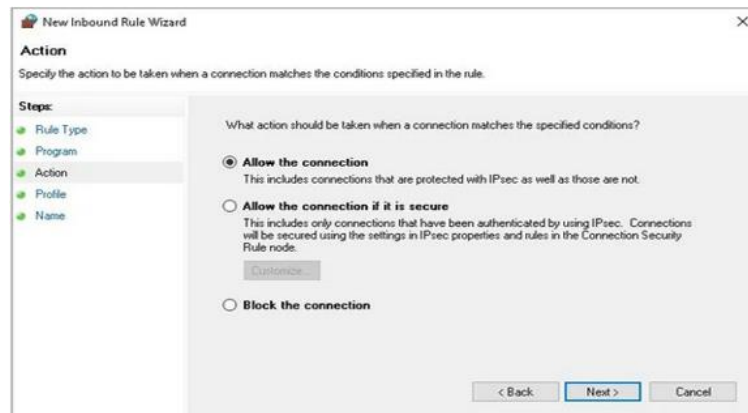 New Inbound Rule Wizard
Action
Specify the action to be taken when a connection matches the conditions specified in the rule.
Steps:
Rule Type
Program
Action
Profile
Name
What action should be taken when a connection matches the specified conditions?
Allow the connection
This includes connections that are protected with IPsec as well as those are not.
Allow the connection if it is secure
This includes only connections that have been authenticated by using IPsec. Connections
will be secured using the settings in IPsec properties and rules in the Connection Security
Rule node.
Customize...
Block the connection
< Back Next > Cancel